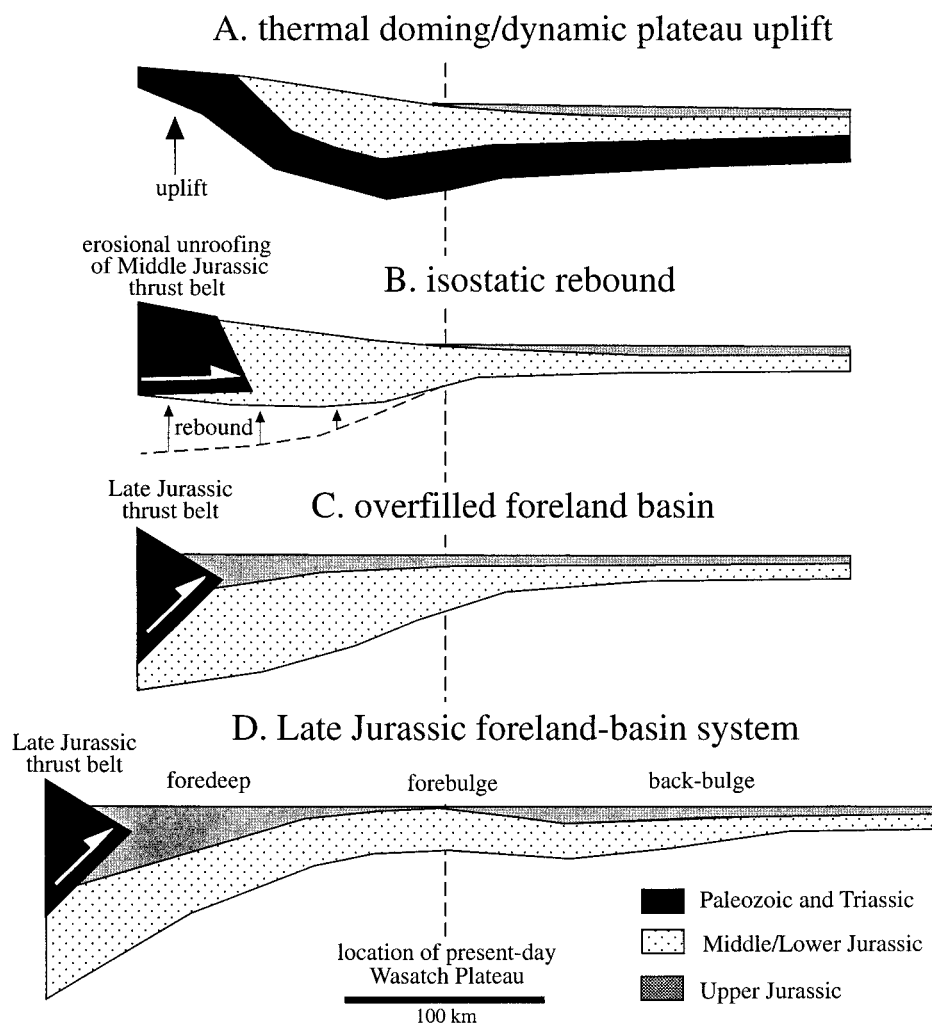 A. thermal doming/dynamic plateau uplift
uplift
erosional unroofing
of Middle Jurassic
thrust belt
B. isostatic rebound
rebound
Late Jurassic
thrust belt
C. overfilled foreland basin
D. Late Jurassic foreland-basin system
Late Jurassic
thrust belt
foredeep
forebulge
back-bulge
Paleozoic and Triassic
Middle/Lower Jurassic
Upper Jurassic
location of present-day
Wasatch Plateau
100 km